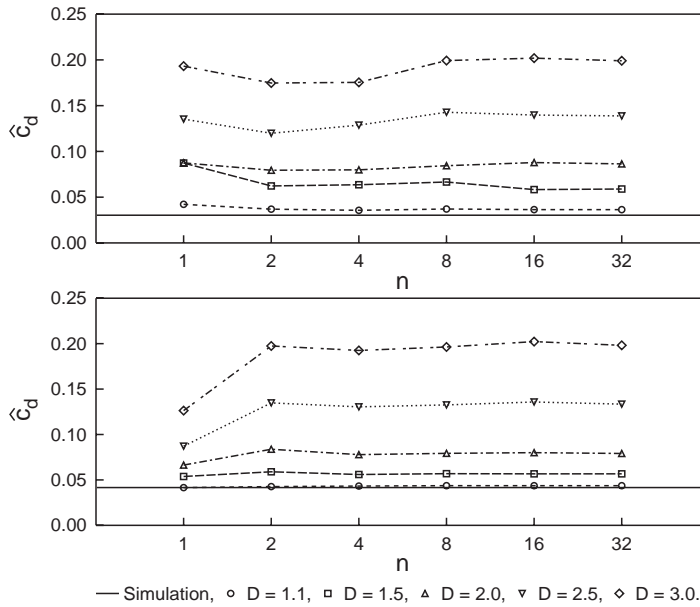 0.25
0.20
0.15
0.10
0.05
0.00
ĉd
1 2 4 8 16 32
n
0.25
0.20
0.15
0.10
0.05
0.00
ĉd
1 2 4 8 16 32
n
Simulation, D = 1.1, D = 1.5, D = 2.0, D = 2.5, D = 3.0.